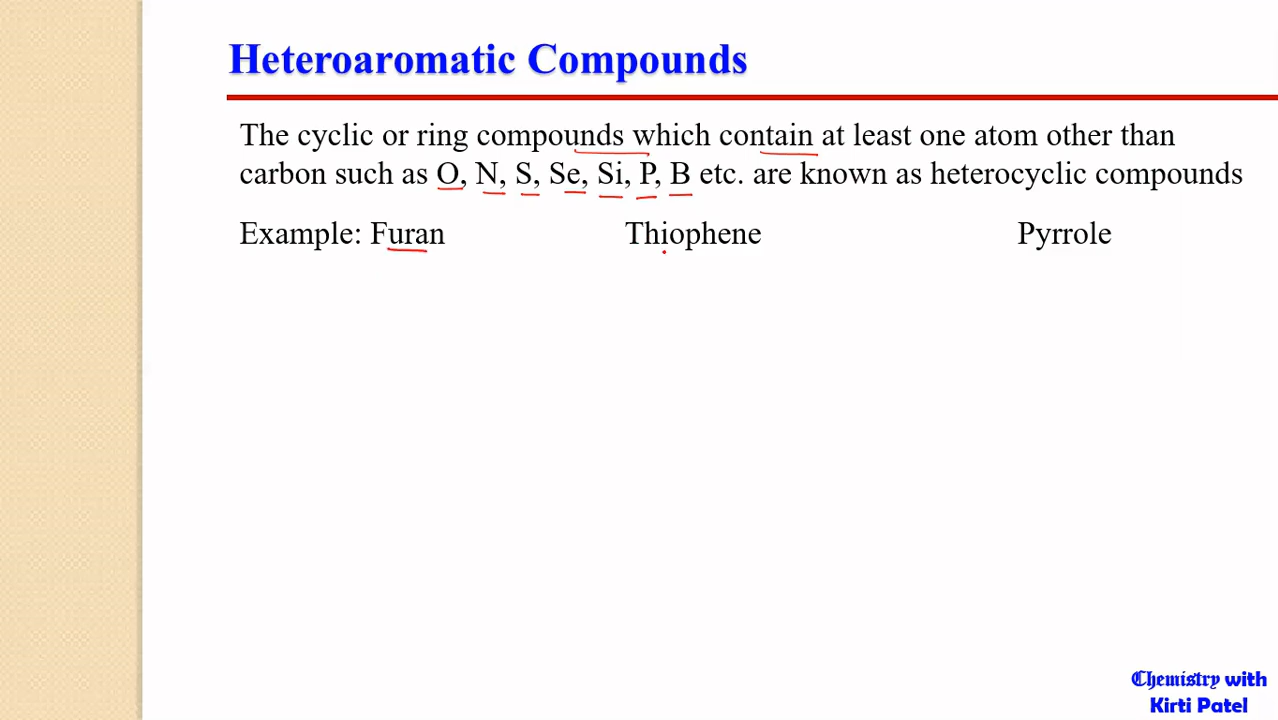 Heteroaromatic Compounds
The cyclic or ring compounds which contain at least one atom other than
carbon such as O, N, S, Se, Si, P, B etc. are known as heterocyclic compounds
Example: Furan Thiophene Pyrrole
Chemistry with
Kirti Patel